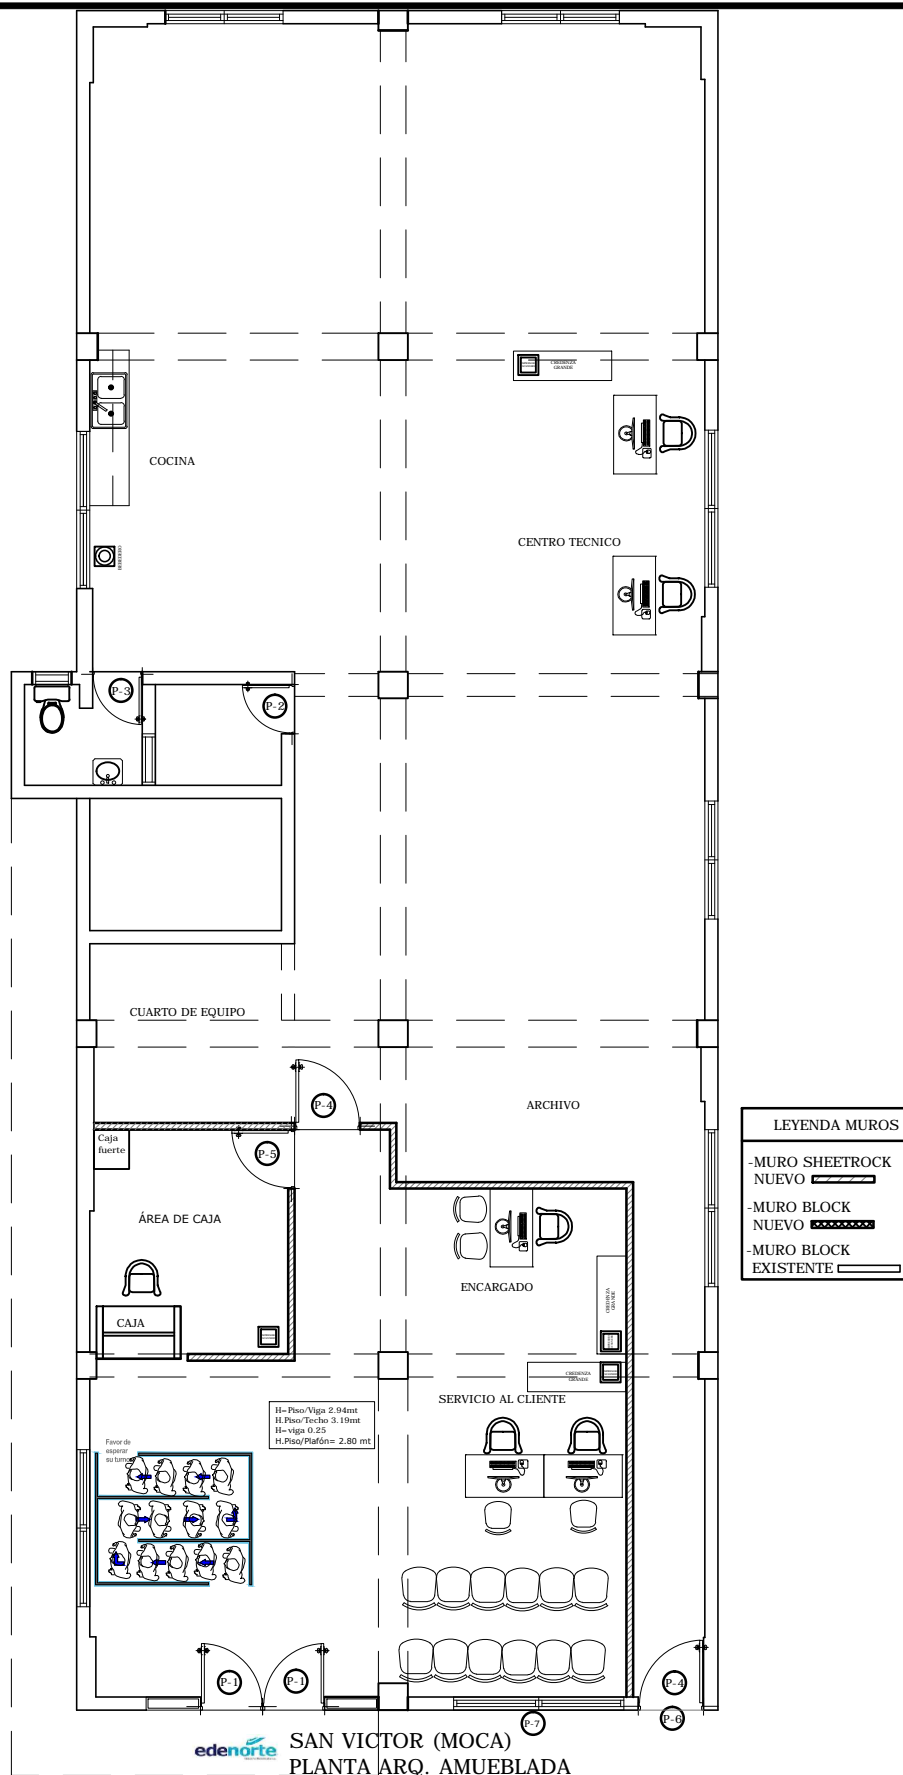 CREDENZA
GRANDE
COCINA
BEBEDERO
CENTRO TECNICO
P-3
P-2
CUARTO DE EQUIPO
P-4
ARCHIVO
Caja
fuerte
P-5
ÁREA DE CAJA
CAJA
ENCARGADO
CREDENZA
GRANDE
CREDENZA
GRANDE
SERVICIO AL CLIENTE
H=Piso/Viga 2.94mt
H.Piso/Techo 3.19mt
H=viga 0.25
H.Piso/Plafón= 2.80 mt
Favor de
esperar
su turno
P-1
P-1
P-4
P-6
P-7
LEYENDA MUROS
-MURO SHEETROCK
NUEVO
-MURO BLOCK
NUEVO
-MURO BLOCK
EXISTENTE
edenorte
SAN VICTOR (MOCA)
PLANTA ARQ. AMUEBLADA